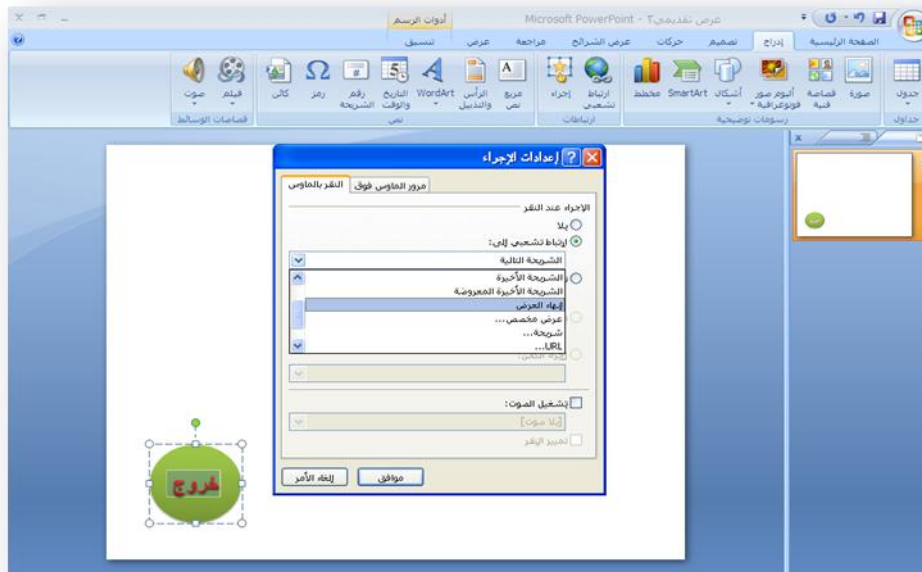 عرض تقديمي٢ - Microsoft PowerPoint
أدوات الرسم
الصفحة الرئيسية
إدراج
تصميم
حركات
عرض الشرائح
مراجعة
عرض
تنسيق
جدول
صورة
قصاصة فنية
ألبوم صور فوتوغرافية
أشكال
SmartArt
مخطط
ارتباط تشعبي
إجراء
مربع نص
الرأس والتذييل
WordArt
التاريخ والوقت
رقم الشريحة
رمز
كائن
فيلم
صوت
جداول
رسومات توضيحية
ارتباطات
نص
قصاصات الوسائط
إعدادات الإجراء
النقر بالماوس
مرور الماوس فوق
الإجراء عند النقر
بلا
ارتباط تشعبي إلى:
الشريحة التالية
الشريحة الأخيرة
الشريحة الأخيرة المعروضة
إنهاء العرض
عرض مخصص...
شريحة...
URL...
إجراء الكائن:
تشغيل الصوت:
[بلا صوت]
تمييز النقر
موافق
إلغاء الأمر
خروج